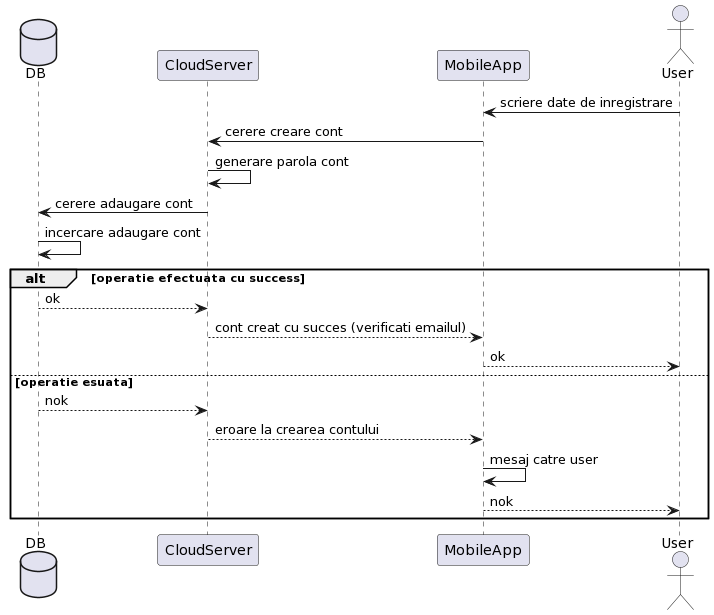 DB
CloudServer
MobileApp
User
scriere date de inregistrare
cerere creare cont
generare parola cont
cerere adaugare cont
incercare adaugare cont
alt
[operatie efectuata cu success]
ok
cont creat cu succes (verificati emailul)
ok
[operatie esuata]
nok
eroare la crearea contului
mesaj catre user
nok
DB
CloudServer
MobileApp
User